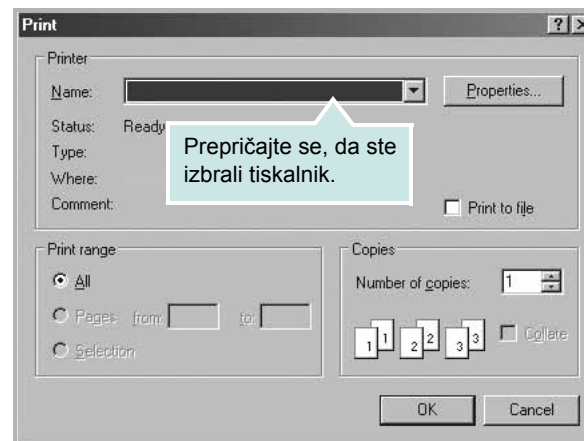 Print
Printer
Name:
Properties...
Status: Ready
Type:
Where:
Comment:
Prepričajte se, da ste
izbrali tiskalnik.
Print to file
Print range
All
Pages from: to:
Selection
Copies
Number of copies: 1
1 1 2 2 3 3
Collate
OK Cancel